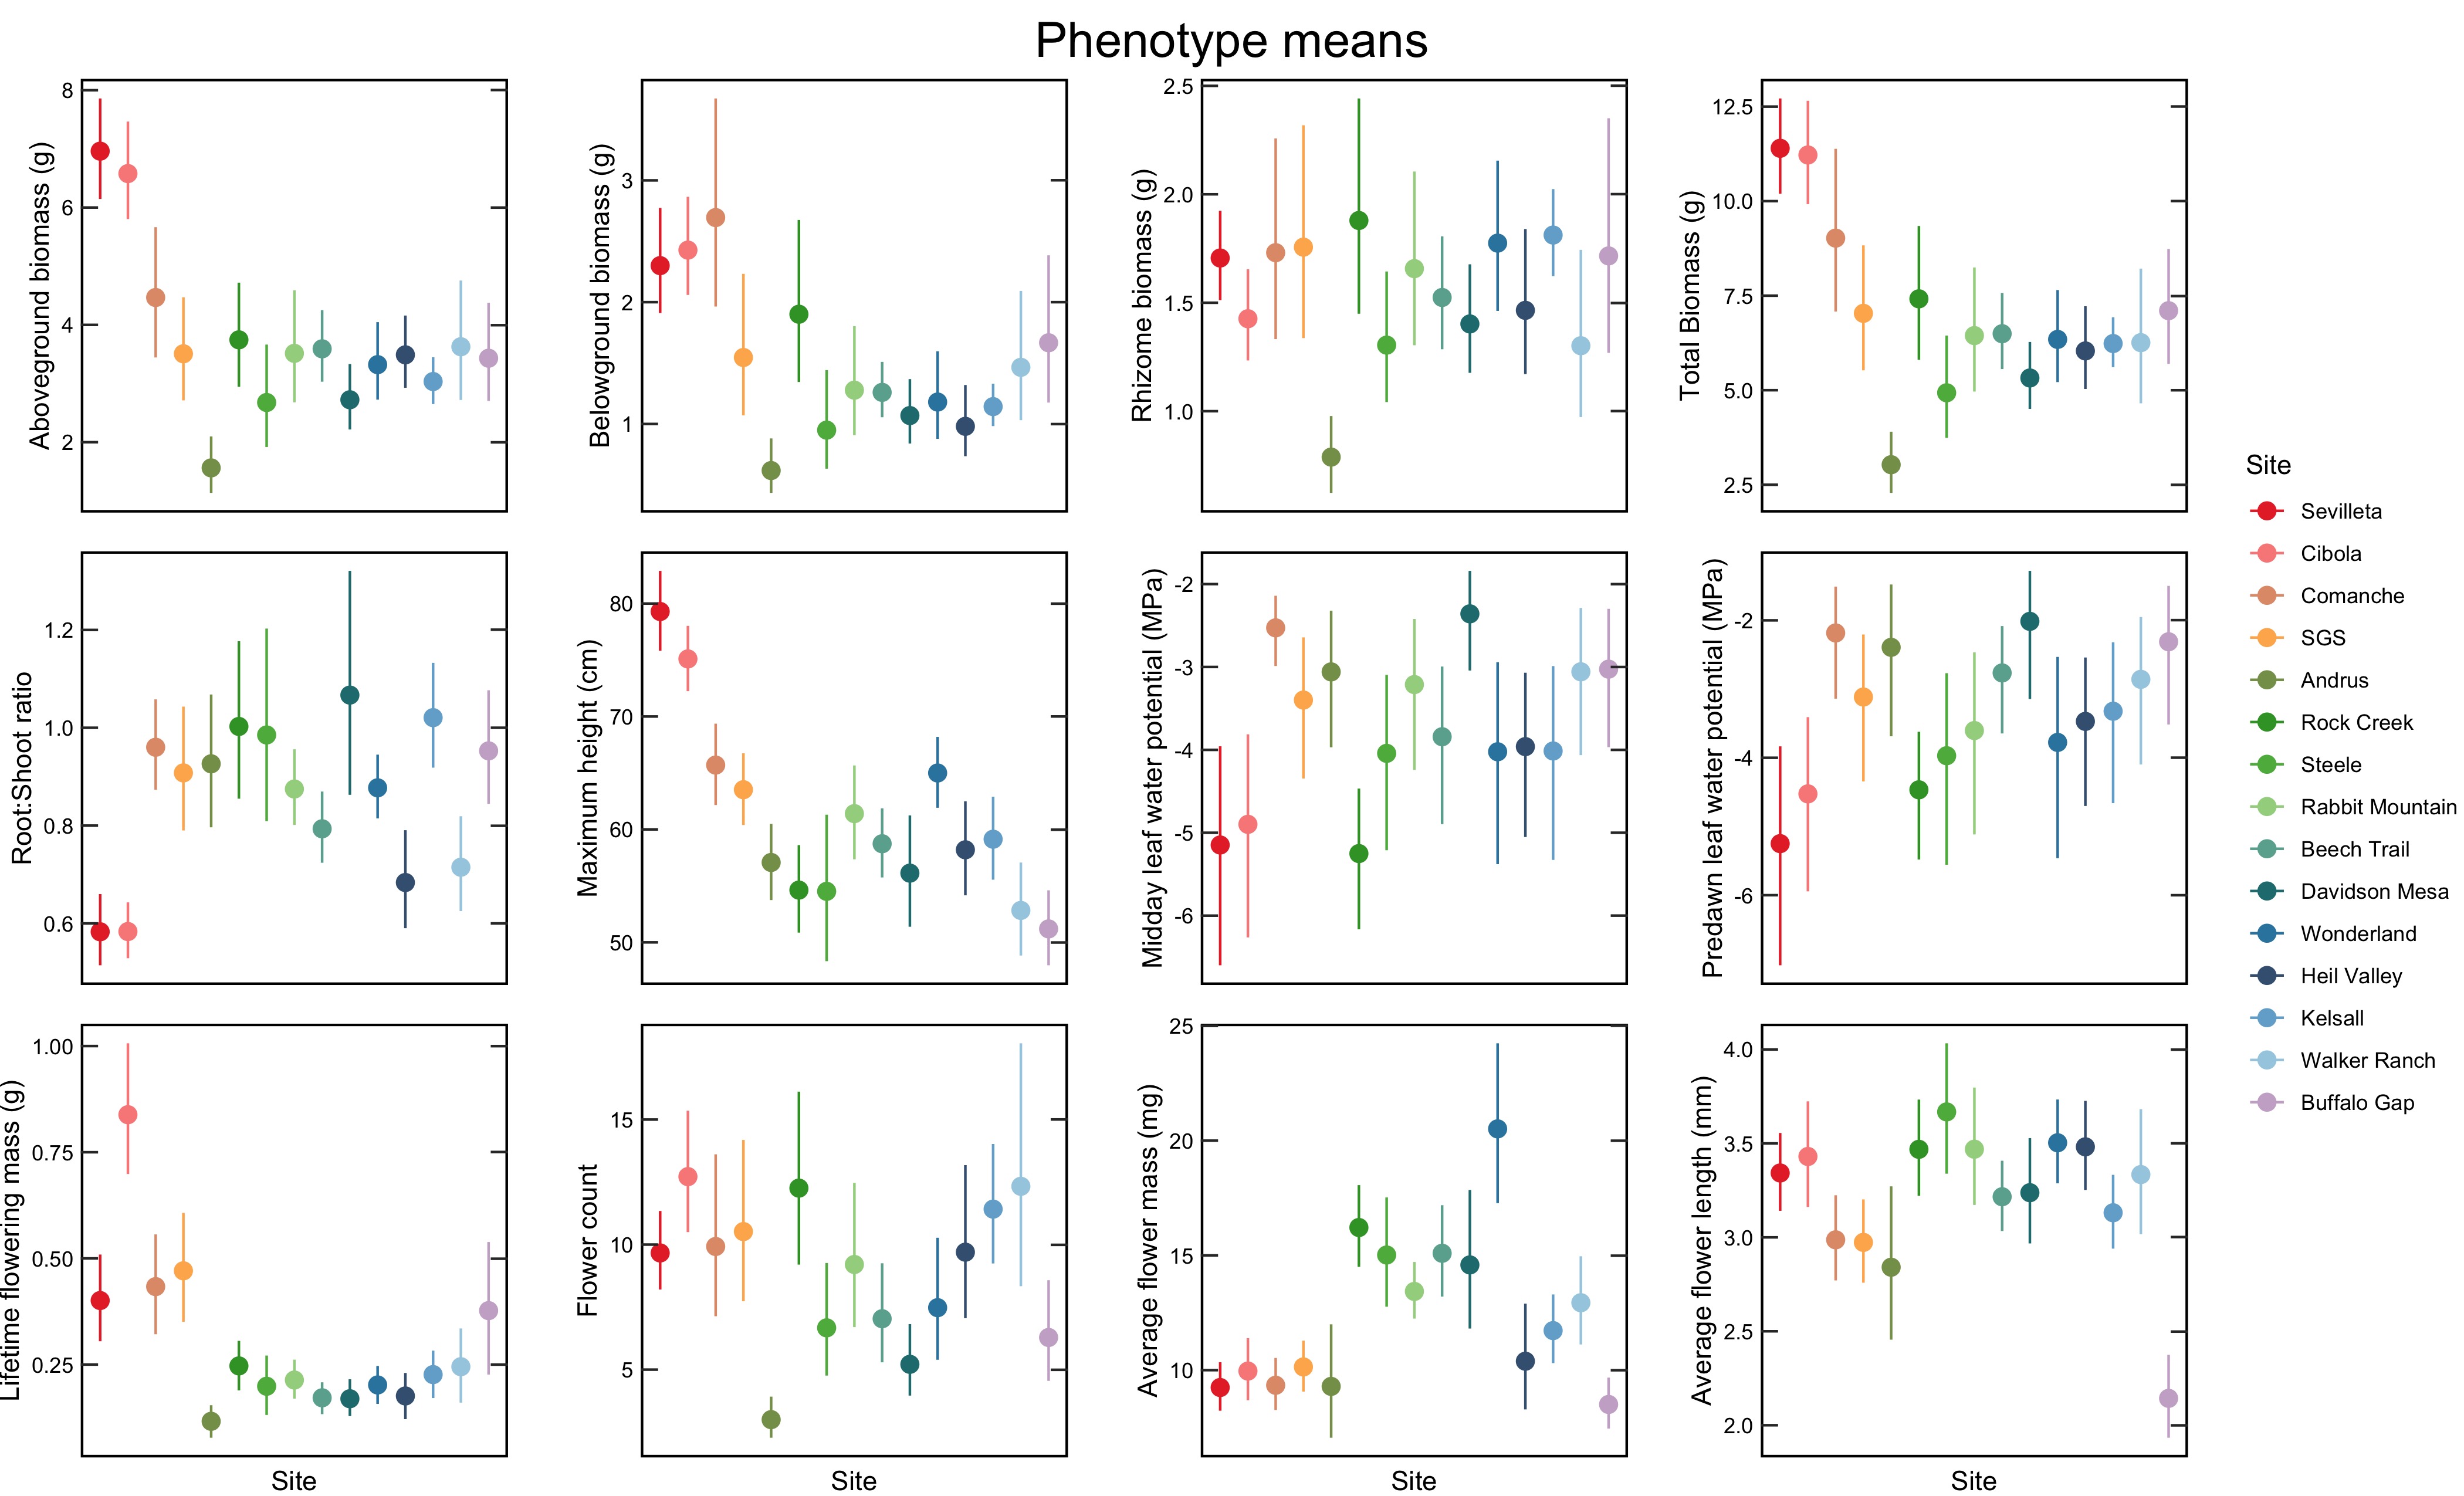 Phenotype means
Aboveground biomass (g)
8
6
4
2
Belowground biomass (g)
3
2
1
Rhizome biomass (g)
2.5
2.0
1.5
1.0
Total Biomass (g)
12.5
10.0
7.5
5.0
2.5
Root:Shoot ratio
1.2
1.0
0.8
0.6
Maximum height (cm)
80
70
60
50
Midday leaf water potential (MPa)
-2
-3
-4
-5
-6
Predawn leaf water potential (MPa)
-2
-4
-6
Lifetime flowering mass (g)
1.00
0.75
0.50
0.25
Site
Flower count
15
10
5
Site
Average flower mass (mg)
25
20
15
10
Site
Average flower length (mm)
4.0
3.5
3.0
2.5
2.0
Site
Site
Sevilleta
Cibola
Comanche
SGS
Andrus
Rock Creek
Steele
Rabbit Mountain
Beech Trail
Davidson Mesa
Wonderland
Heil Valley
Kelsall
Walker Ranch
Buffalo Gap